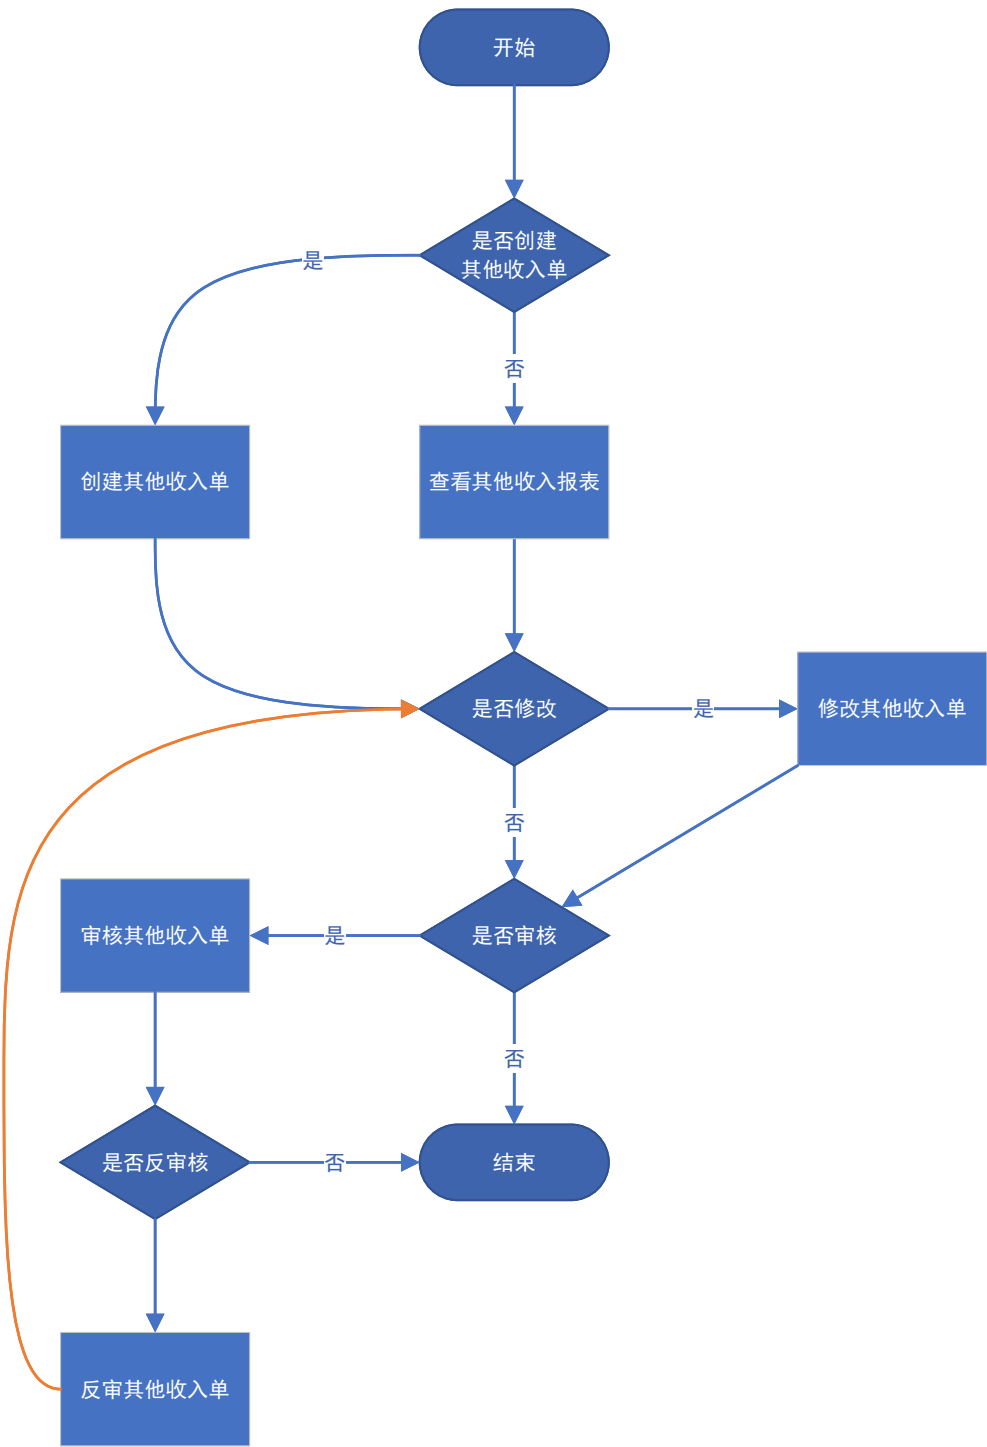 开始
是否创建
其他收入单
是
否
创建其他收入单
查看其他收入报表
是否修改
是
修改其他收入单
否
审核其他收入单
是
是否审核
否
是否反审核
否
结束
反审其他收入单